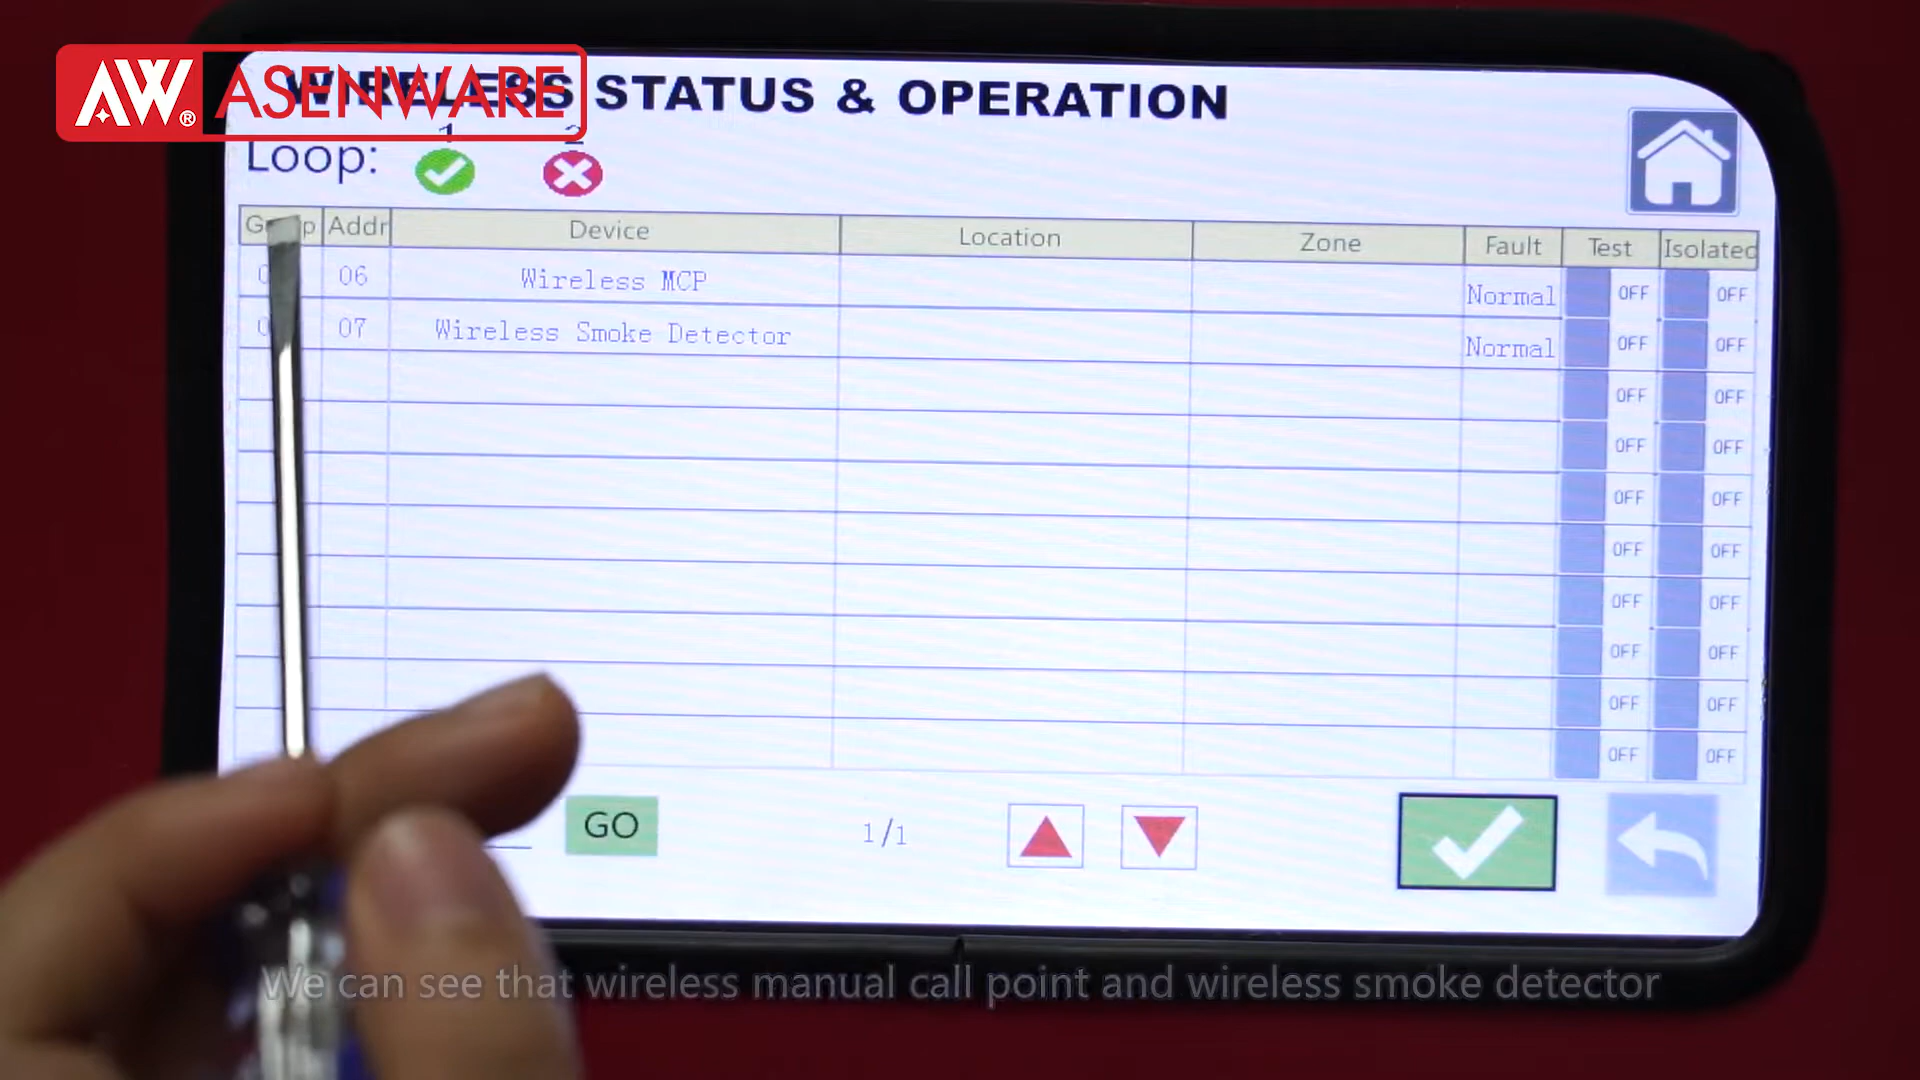 AW® ASENWARE
WIRELESS STATUS & OPERATION
1 2
Loop:
Addr Device Location Zone Fault Test Isolated
06 Wireless MCP Normal OFF OFF
07 Wireless Smoke Detector Normal OFF OFF
OFF OFF
OFF OFF
OFF OFF
OFF OFF
OFF OFF
OFF OFF
OFF OFF
OFF OFF
GO 1/1
We can see that wireless manual call point and wireless smoke detector